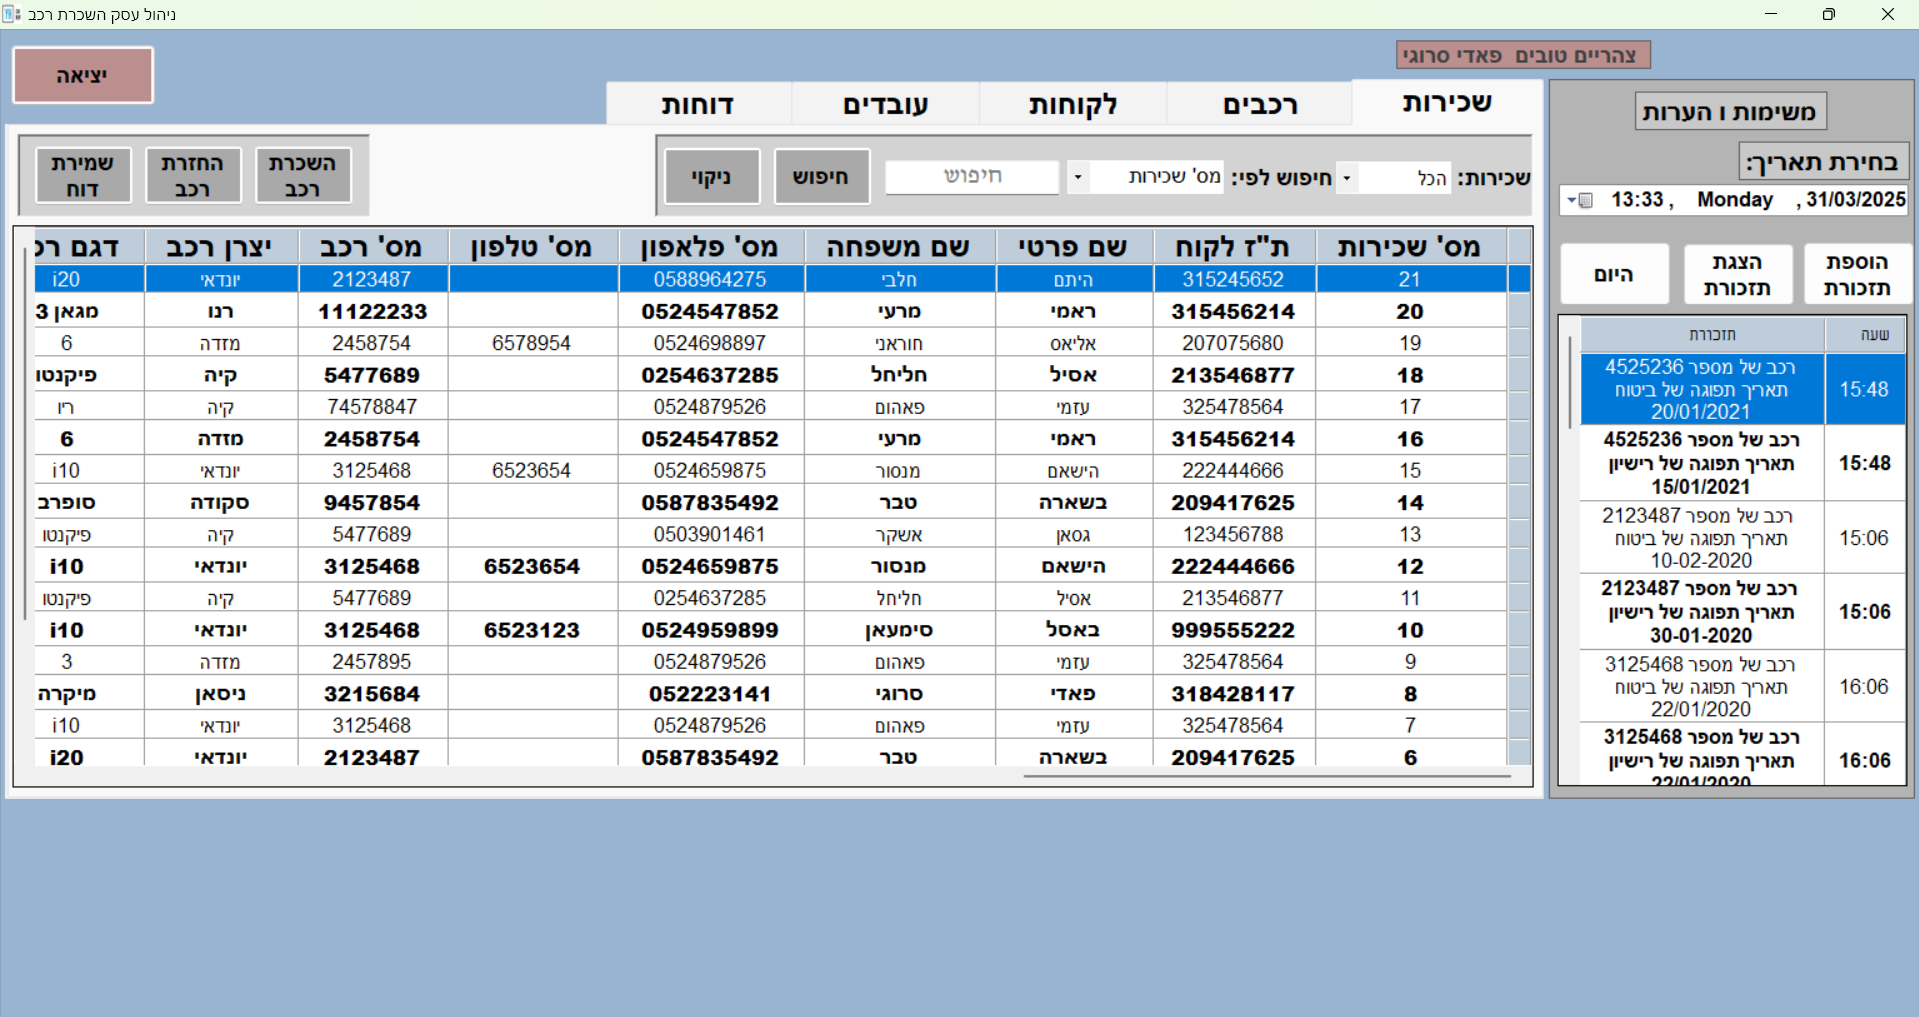 ניהול עסק השכרת רכב
צהריים טובים פאדי סרוגי
יציאה
משימות ו הערות
בחירת תאריך:
13:33 , Monday , 31/03/2025
הוספת תזכורת
הצגת תזכורת
היום
שעה תזכורת
15:48 רכב של מספר 4525236
תאריך תפוגה של ביטוח
20/01/2021
15:48 רכב של מספר 4525236
תאריך תפוגה של רישיון
15/01/2021
15:06 רכב של מספר 2123487
תאריך תפוגה של ביטוח
10-02-2020
15:06 רכב של מספר 2123487
תאריך תפוגה של רישיון
30-01-2020
16:06 רכב של מספר 3125468
תאריך תפוגה של ביטוח
22/01/2020
16:06 רכב של מספר 3125468
תאריך תפוגה של רישיון
22/01/2020
שכירות רכבים לקוחות עובדים דוחות
שכירות: הכל חיפוש לפי: מס' שכירות חיפוש חיפוש ניקוי
השכרת רכב
החזרת רכב
שמירת דוח
מס' שכירות ת"ז לקוח שם פרטי שם משפחה מס' פלאפון מס' טלפון מס' רכב יצרן רכב דגם רכ
21 315245652 היתם חלבי 0588964275 2123487 יונדאי i20
20 315456214 ראמי מרעי 0524547852 11122233 רנו מגאן 3
19 207075680 אליאס חוראני 0524698897 6578954 2458754 מזדה 6
18 213546877 אסיל חליחל 0254637285 5477689 קיה פיקנטו
17 325478564 עזמי פאהום 0524879526 74578847 קיה ריו
16 315456214 ראמי מרעי 0524547852 2458754 מזדה 6
15 222444666 הישאם מנסור 0524659875 6523654 3125468 יונדאי i10
14 209417625 בשארה טבר 0587835492 9457854 סקודה סופרב
13 123456788 גסאן אשקר 0503901461 5477689 קיה פיקנטו
12 222444666 הישאם מנסור 0524659875 6523654 3125468 יונדאי i10
11 213546877 אסיל חליחל 0254637285 5477689 קיה פיקנטו
10 999555222 באסל סימעאן 0524959899 6523123 3125468 יונדאי i10
9 325478564 עזמי פאהום 0524879526 2457895 מזדה 3
8 318428117 פאדי סרוגי 052223141 3215684 ניסאן מיקרה
7 325478564 עזמי פאהום 0524879526 3125468 יונדאי i10
6 209417625 בשארה טבר 0587835492 2123487 יונדאי i20